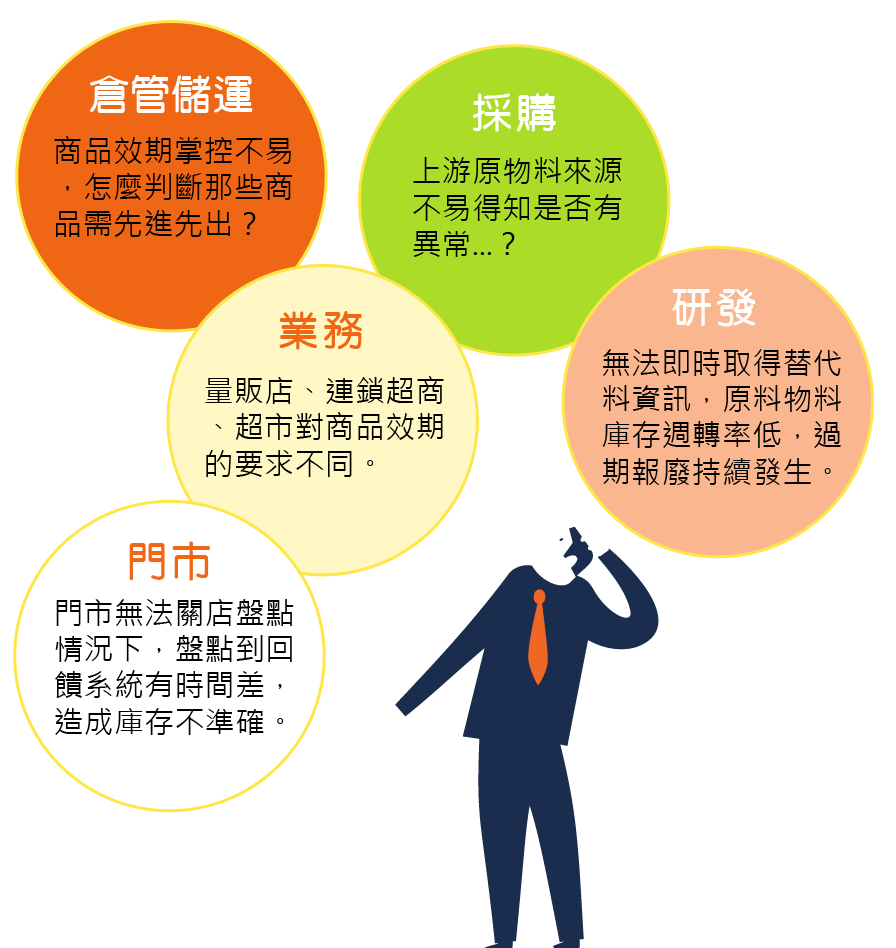 倉管儲運
商品效期掌控不易
，怎麼判斷那些商
品需先進先出？
採購
上游原物料來源
不易得知是否有
異常...？
業務
量販店、連鎖超商
、超市對商品效期
的要求不同。
研發
無法即時取得替代
料資訊，原料物料
庫存週轉率低，過
期報廢持續發生。
門市
門市無法關店盤點
情況下，盤點到回
饋系統有時間差，
造成庫存不準確。